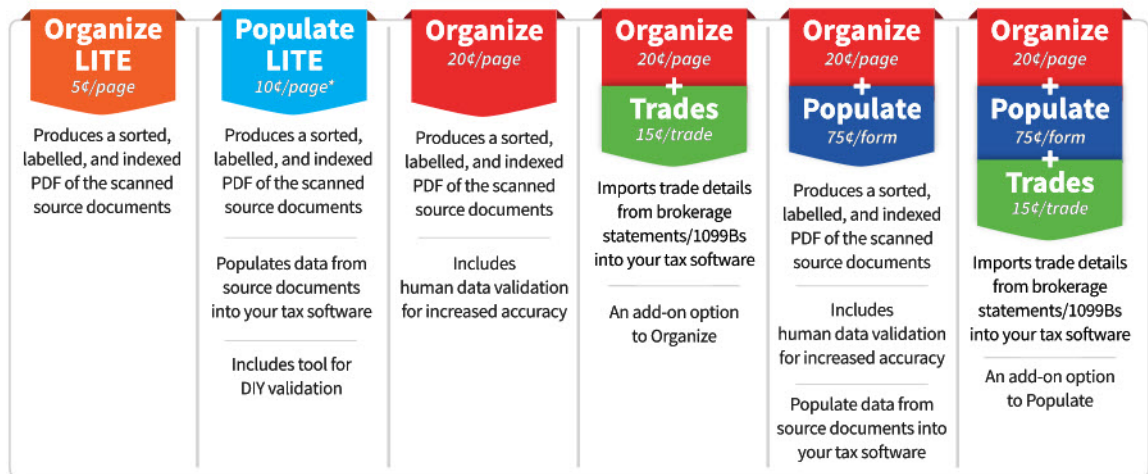 Organize
LITE
5¢/page
Produces a sorted,
labelled, and indexed
PDF of the scanned
source documents
Populate
LITE
10¢/page*
Produces a sorted,
labelled, and indexed
PDF of the scanned
source documents
Populates data from
source documents
into your tax software
Includes tool for
DIY validation
Organize
20¢/page
Produces a sorted,
labelled, and indexed
PDF of the scanned
source documents
Includes
human data validation
for increased accuracy
Organize
20¢/page
+
Trades
15¢/trade
Imports trade details
from brokerage
statements/1099Bs
into your tax software
An add-on option
to Organize
Organize
20¢/page
+
Populate
75¢/form
Produces a sorted,
labelled, and indexed
PDF of the scanned
source documents
Includes
human data validation
for increased accuracy
Populate data from
source documents into
your tax software
Organize
20¢/page
+
Populate
75¢/form
+
Trades
15¢/trade
Imports trade details
from brokerage
statements/1099Bs
into your tax software
An add-on option
to Populate